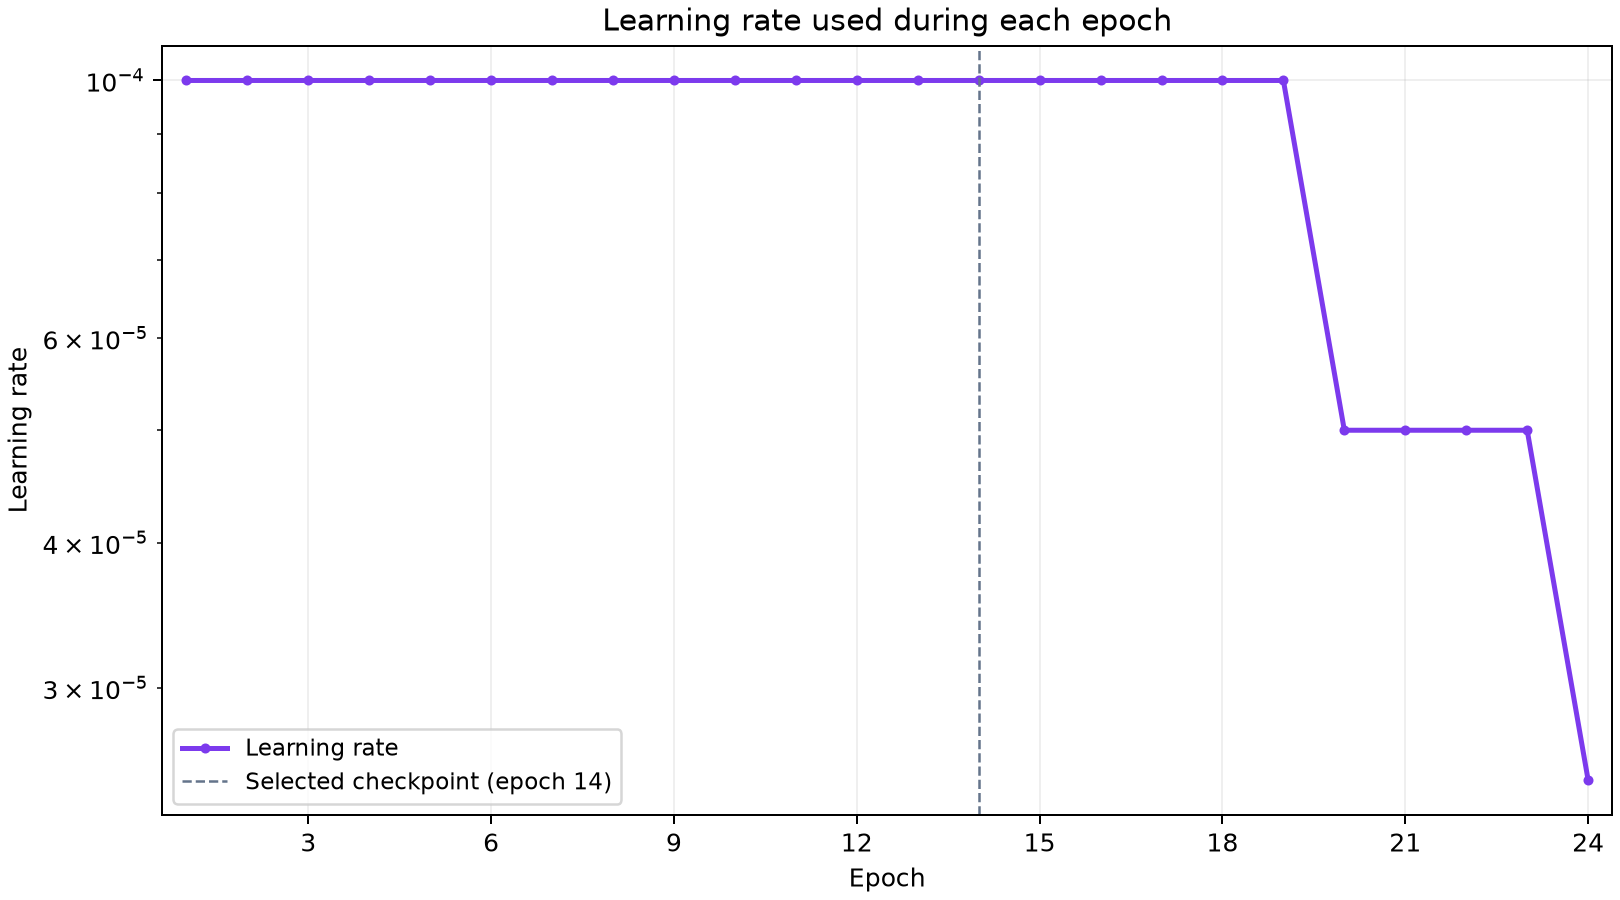 Learning rate used during each epoch
10⁻⁴
6 × 10⁻⁵
4 × 10⁻⁵
3 × 10⁻⁵
Learning rate
Learning rate
Selected checkpoint (epoch 14)
3 6 9 12 15 18 21 24
Epoch